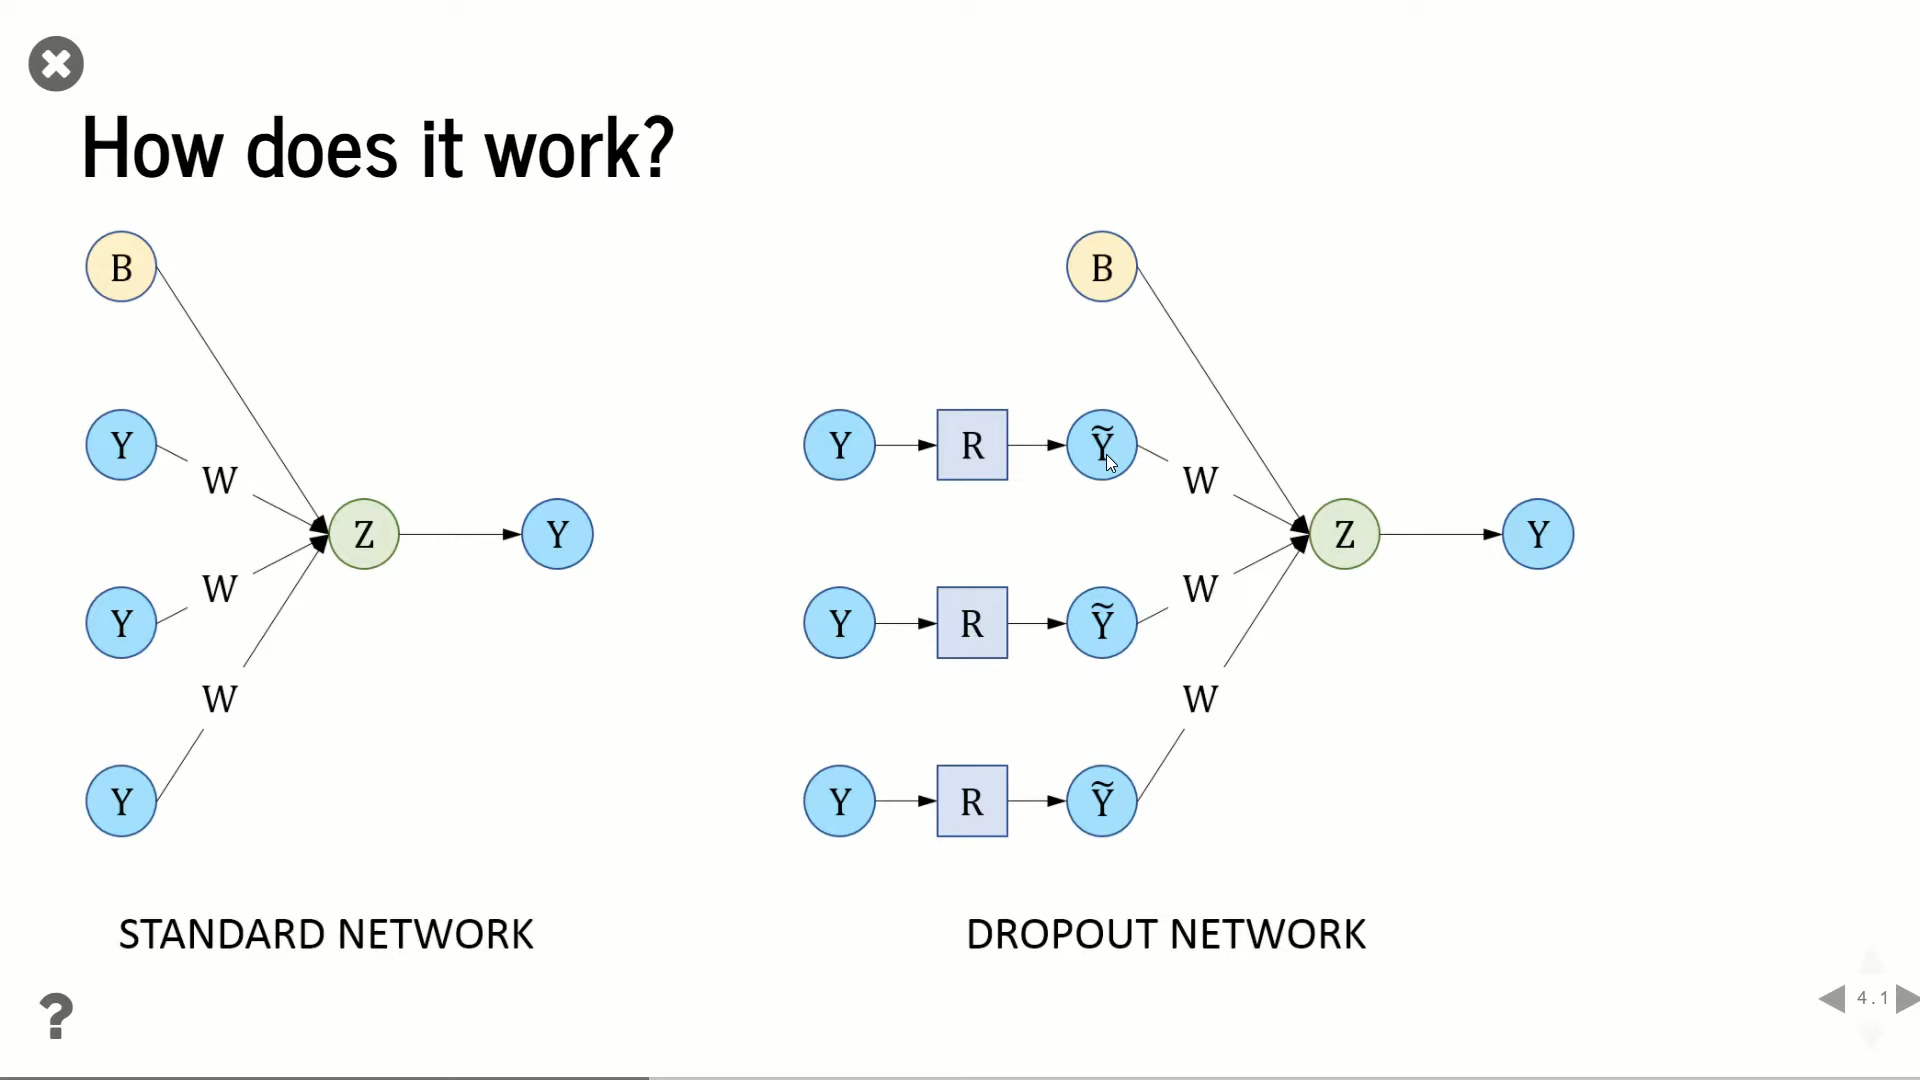 How does it work?
B
B
Y
Y
R
Ỹ
W
W
Z
Y
Z
Y
W
W
Y
Y
R
Ỹ
W
W
Y
Y
R
Ỹ
STANDARD NETWORK
DROPOUT NETWORK
?
4.1